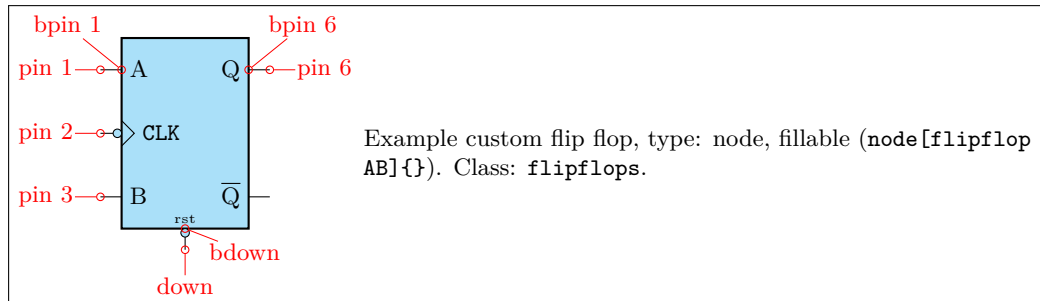 bpin 1
bpin 6
pin 1
A
Q
pin 6
pin 2
CLK
Example custom flip flop, type: node, fillable (node[flipflop
AB]{}). Class: flipflops.
pin 3
B
Q̅
rst
bdown
down